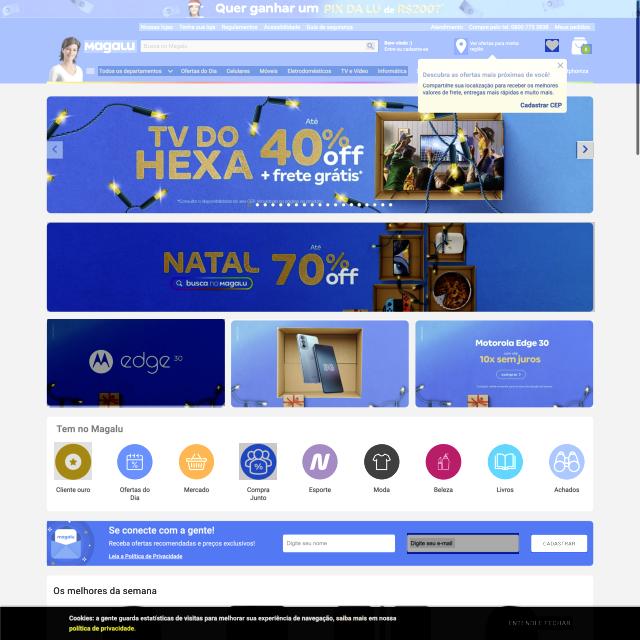 Quer ganhar um PIX DA LU de R$200?*
Nossas lojas Tenha sua loja Regulamentos Acessibilidade Guia de segurança Atendimento Compre pelo tel: 0800 773 3838 Meus pedidos
Magalu
Busca no Magalu
Bem-vindo :)
Entre ou cadastre-se
Ver ofertas para minha
região
0
Todos os departamentos Ofertas do Dia Celulares Móveis Eletrodomésticos TV e Vídeo Informática
Descubra as ofertas mais próximas de você!
Compartilhe sua localização para receber os melhores
valores de frete, entregas mais rápidas e muito mais.
Cadastrar CEP
TV DO
HEXA
Até
40%
off
+ frete grátis*
NATAL
busca no MAGALU
Até
70%
off
edge 30
Motorola Edge 30
com até
10x sem juros
comprar >
Tem no Magalu
Cliente ouro
Ofertas do
Dia
Mercado
Compra
Junto
Esporte
Moda
Beleza
Livros
Achados
magalu
Se conecte com a gente!
Receba ofertas recomendadas e preços exclusivos!
Leia a Política de Privacidade
Digite seu nome
Digite seu e-mail
CADASTRAR
Os melhores da semana
Cookies: a gente guarda estatísticas de visitas para melhorar sua experiência de navegação, saiba mais em nossa
política de privacidade.
ENTENDI E FECHAR